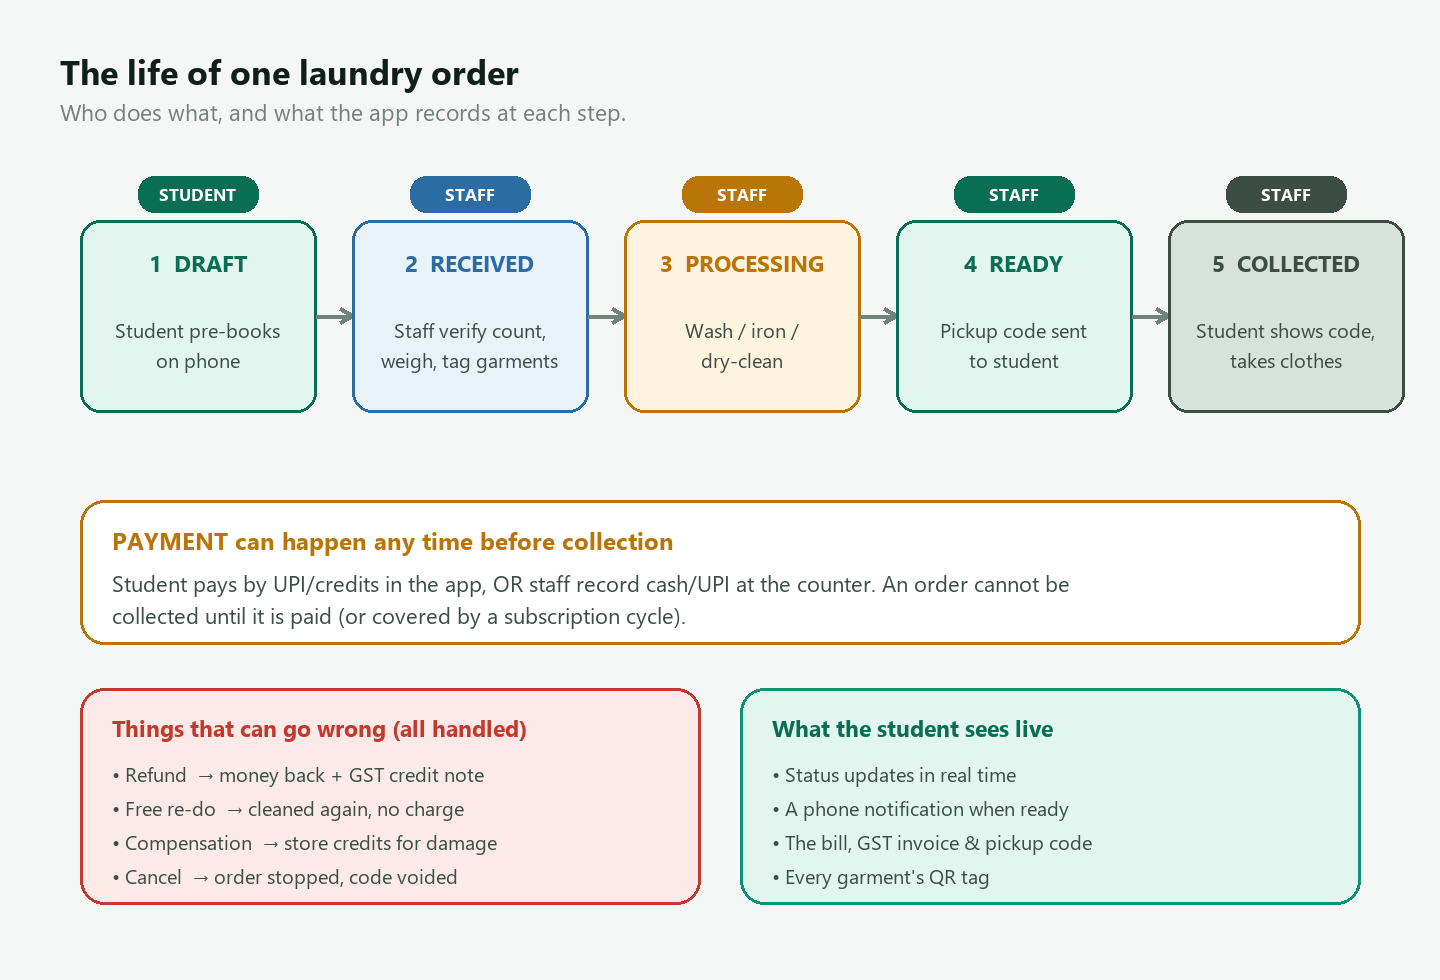 The life of one laundry order
Who does what, and what the app records at each step.
STUDENT
1 DRAFT
Student pre-books
on phone
STAFF
2 RECEIVED
Staff verify count,
weigh, tag garments
STAFF
3 PROCESSING
Wash / iron /
dry-clean
STAFF
4 READY
Pickup code sent
to student
STAFF
5 COLLECTED
Student shows code,
takes clothes
PAYMENT can happen any time before collection
Student pays by UPI/credits in the app, OR staff record cash/UPI at the counter. An order cannot be
collected until it is paid (or covered by a subscription cycle).
Things that can go wrong (all handled)
• Refund → money back + GST credit note
• Free re-do → cleaned again, no charge
• Compensation → store credits for damage
• Cancel → order stopped, code voided
What the student sees live
• Status updates in real time
• A phone notification when ready
• The bill, GST invoice & pickup code
• Every garment's QR tag